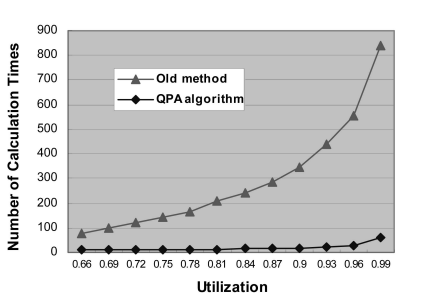 900
800
700
600
500
400
300
200
100
0
Number of Calculation Times
Old method
QPA algorithm
0.66 0.69 0.72 0.75 0.78 0.81 0.84 0.87 0.9 0.93 0.96 0.99
Utilization